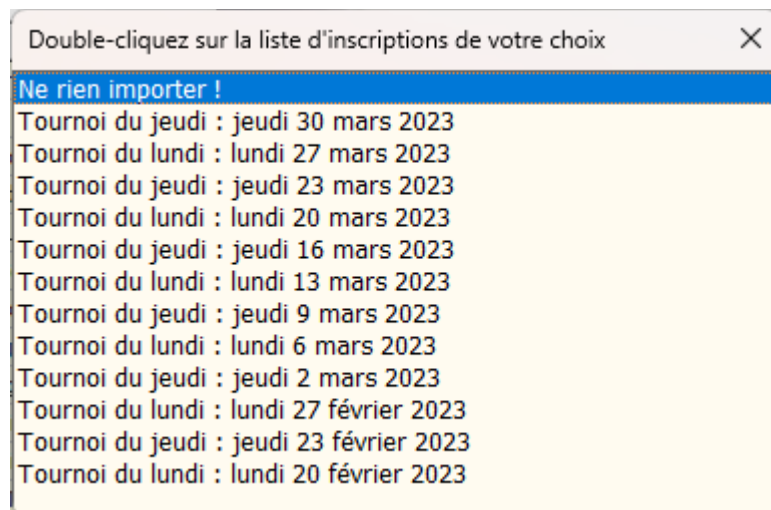 Double-cliquez sur la liste d'inscriptions de votre choix
Ne rien importer !
Tournoi du jeudi : jeudi 30 mars 2023
Tournoi du lundi : lundi 27 mars 2023
Tournoi du jeudi : jeudi 23 mars 2023
Tournoi du lundi : lundi 20 mars 2023
Tournoi du jeudi : jeudi 16 mars 2023
Tournoi du lundi : lundi 13 mars 2023
Tournoi du jeudi : jeudi 9 mars 2023
Tournoi du lundi : lundi 6 mars 2023
Tournoi du jeudi : jeudi 2 mars 2023
Tournoi du lundi : lundi 27 février 2023
Tournoi du jeudi : jeudi 23 février 2023
Tournoi du lundi : lundi 20 février 2023